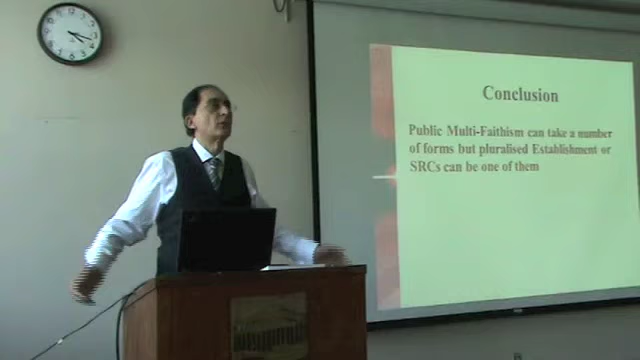 Conclusion
Public Multi-Faithism can take a number
of forms but pluralised Establishment or
SRCs can be one of them